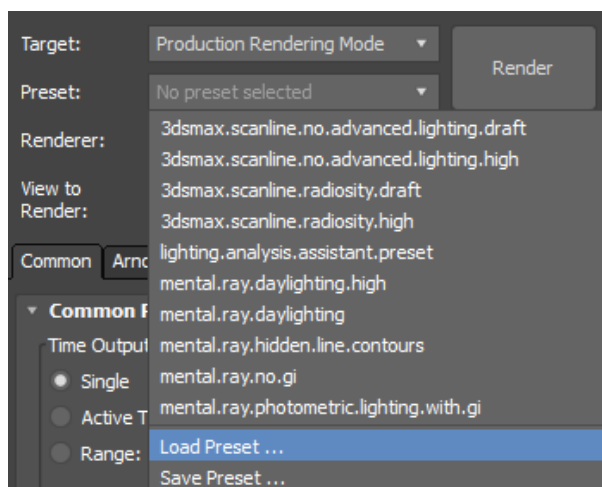 Target: Production Rendering Mode
Render
Preset: No preset selected
3dsmax.scanline.no.advanced.lighting.draft
Renderer:
3dsmax.scanline.no.advanced.lighting.high
3dsmax.scanline.radiosity.draft
View to
Render:
3dsmax.scanline.radiosity.high
Common
lighting.analysis.assistant.preset
mental.ray.daylighting.high
Common
mental.ray.daylighting
Time Output
mental.ray.hidden.line.contours
Single
mental.ray.no.gi
Active T
mental.ray.photometric.lighting.with.gi
Range:
Load Preset ...
Save Preset ...